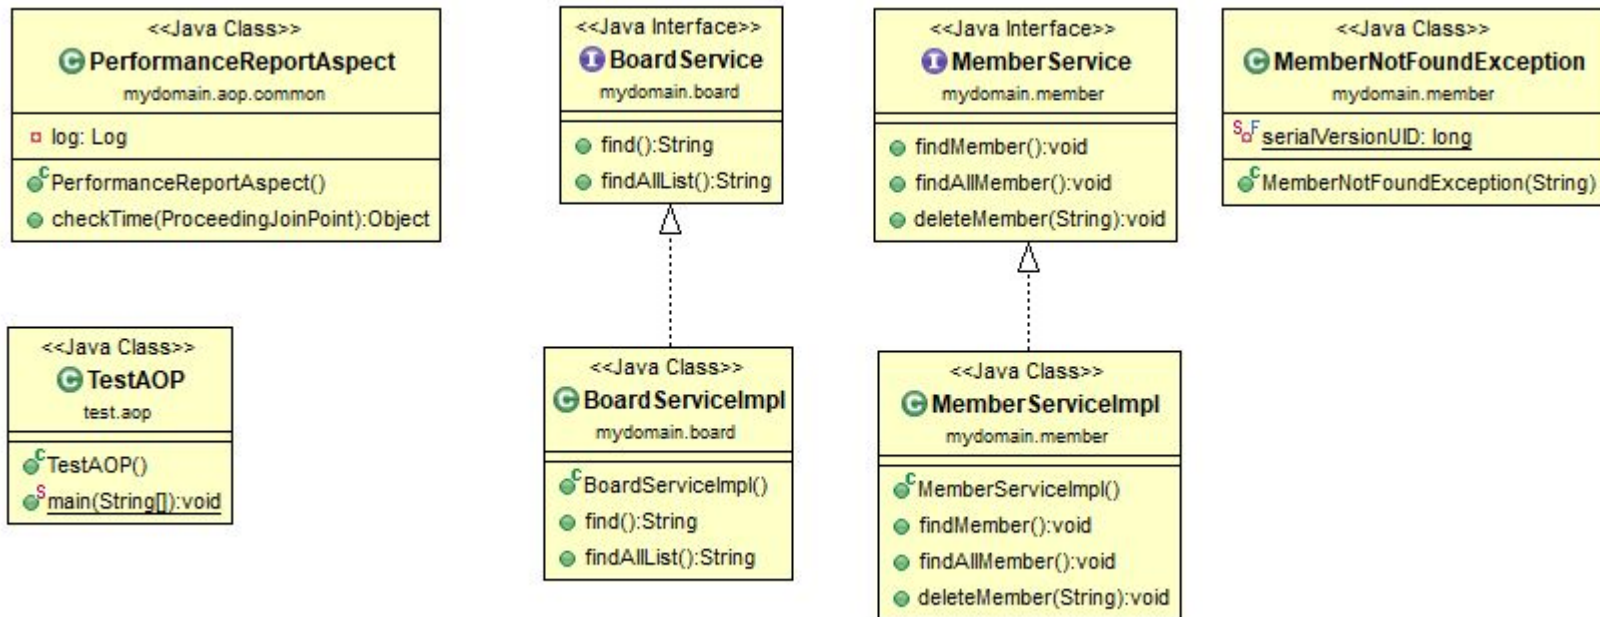 <<Java Class>>
PerformanceReportAspect
mydomain.aop.common
log: Log
PerformanceReportAspect()
checkTime(ProceedingJoinPoint):Object
<<Java Interface>>
BoardService
mydomain.board
find():String
findAllList():String
<<Java Interface>>
MemberService
mydomain.member
findMember():void
findAllMember():void
deleteMember(String):void
<<Java Class>>
MemberNotFoundException
mydomain.member
serialVersionUID: long
MemberNotFoundException(String)
<<Java Class>>
TestAOP
test.aop
TestAOP()
main(String[]):void
<<Java Class>>
BoardServiceImpl
mydomain.board
BoardServiceImpl()
find():String
findAllList():String
<<Java Class>>
MemberServiceImpl
mydomain.member
MemberServiceImpl()
findMember():void
findAllMember():void
deleteMember(String):void